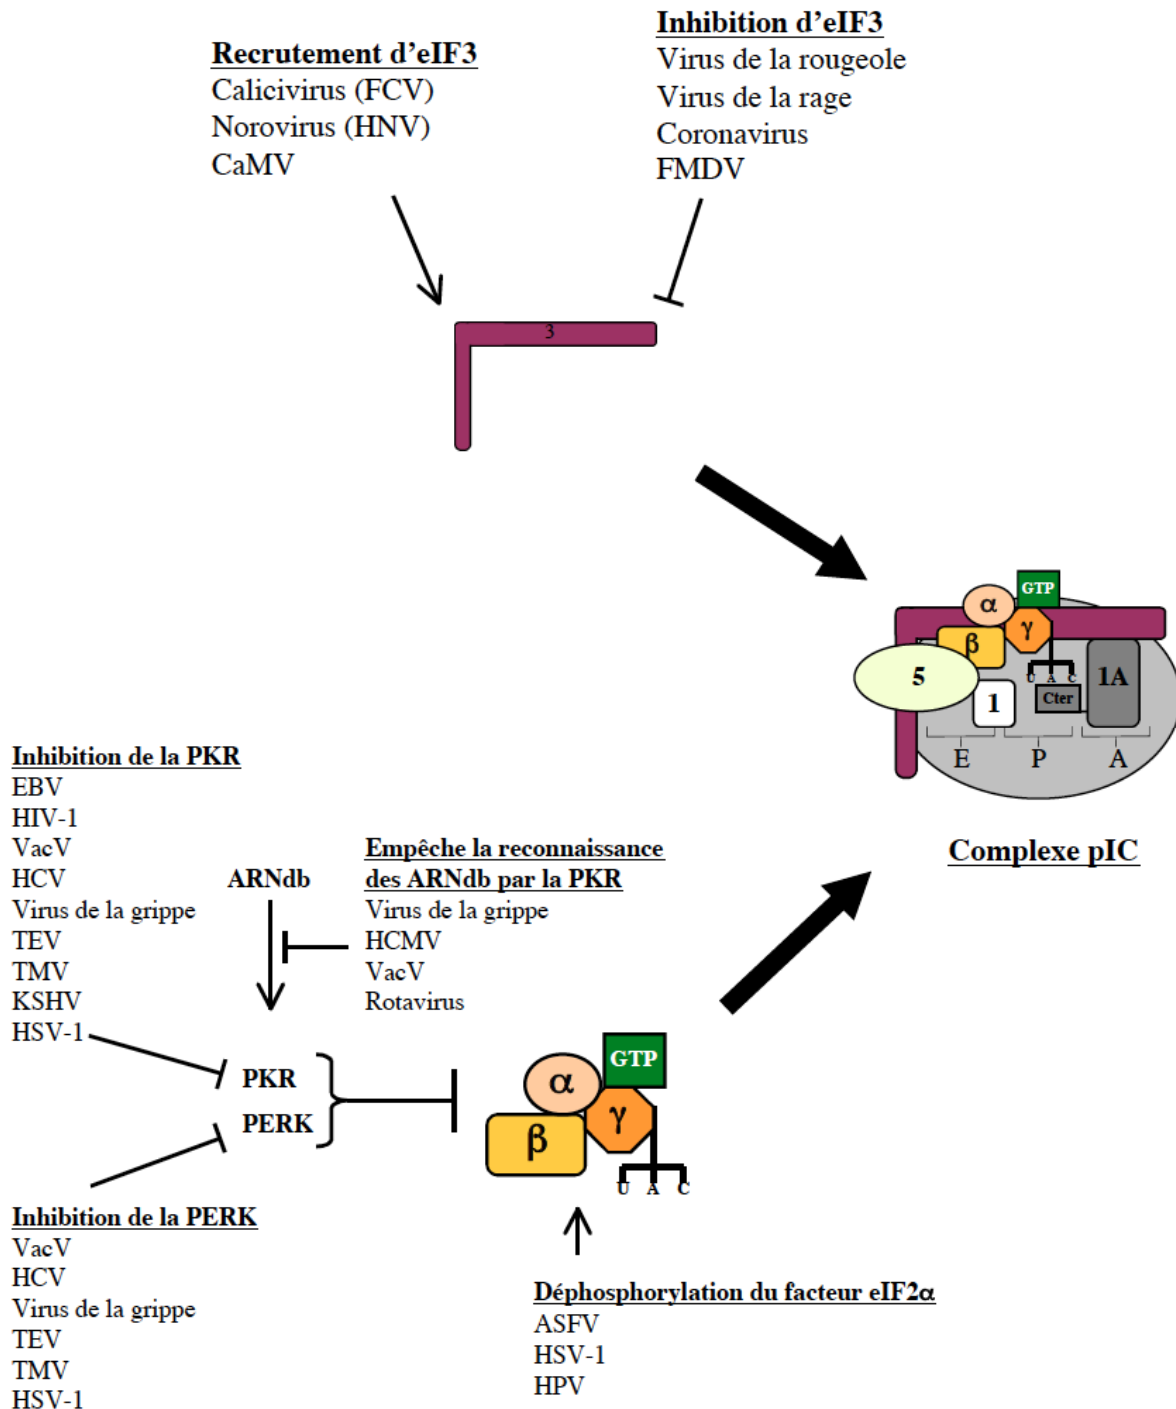 Recrutement d'eIF3
Calicivirus (FCV)
Norovirus (HNV)
CaMV
Inhibition d'eIF3
Virus de la rougeole
Virus de la rage
Coronavirus
FMDV
3
GTP
α
γ
β
5
U A C
1
Cter
1A
E P A
Complexe pIC
Inhibition de la PKR
EBV
HIV-1
VacV
HCV
Virus de la grippe
TEV
TMV
KSHV
HSV-1
ARNdb
Empêche la reconnaissance
des ARNdb par la PKR
Virus de la grippe
HCMV
VacV
Rotavirus
PKR
PERK
GTP
α
γ
β
U A C
Inhibition de la PERK
VacV
HCV
Virus de la grippe
TEV
TMV
HSV-1
Déphosphorylation du facteur eIF2α
ASFV
HSV-1
HPV